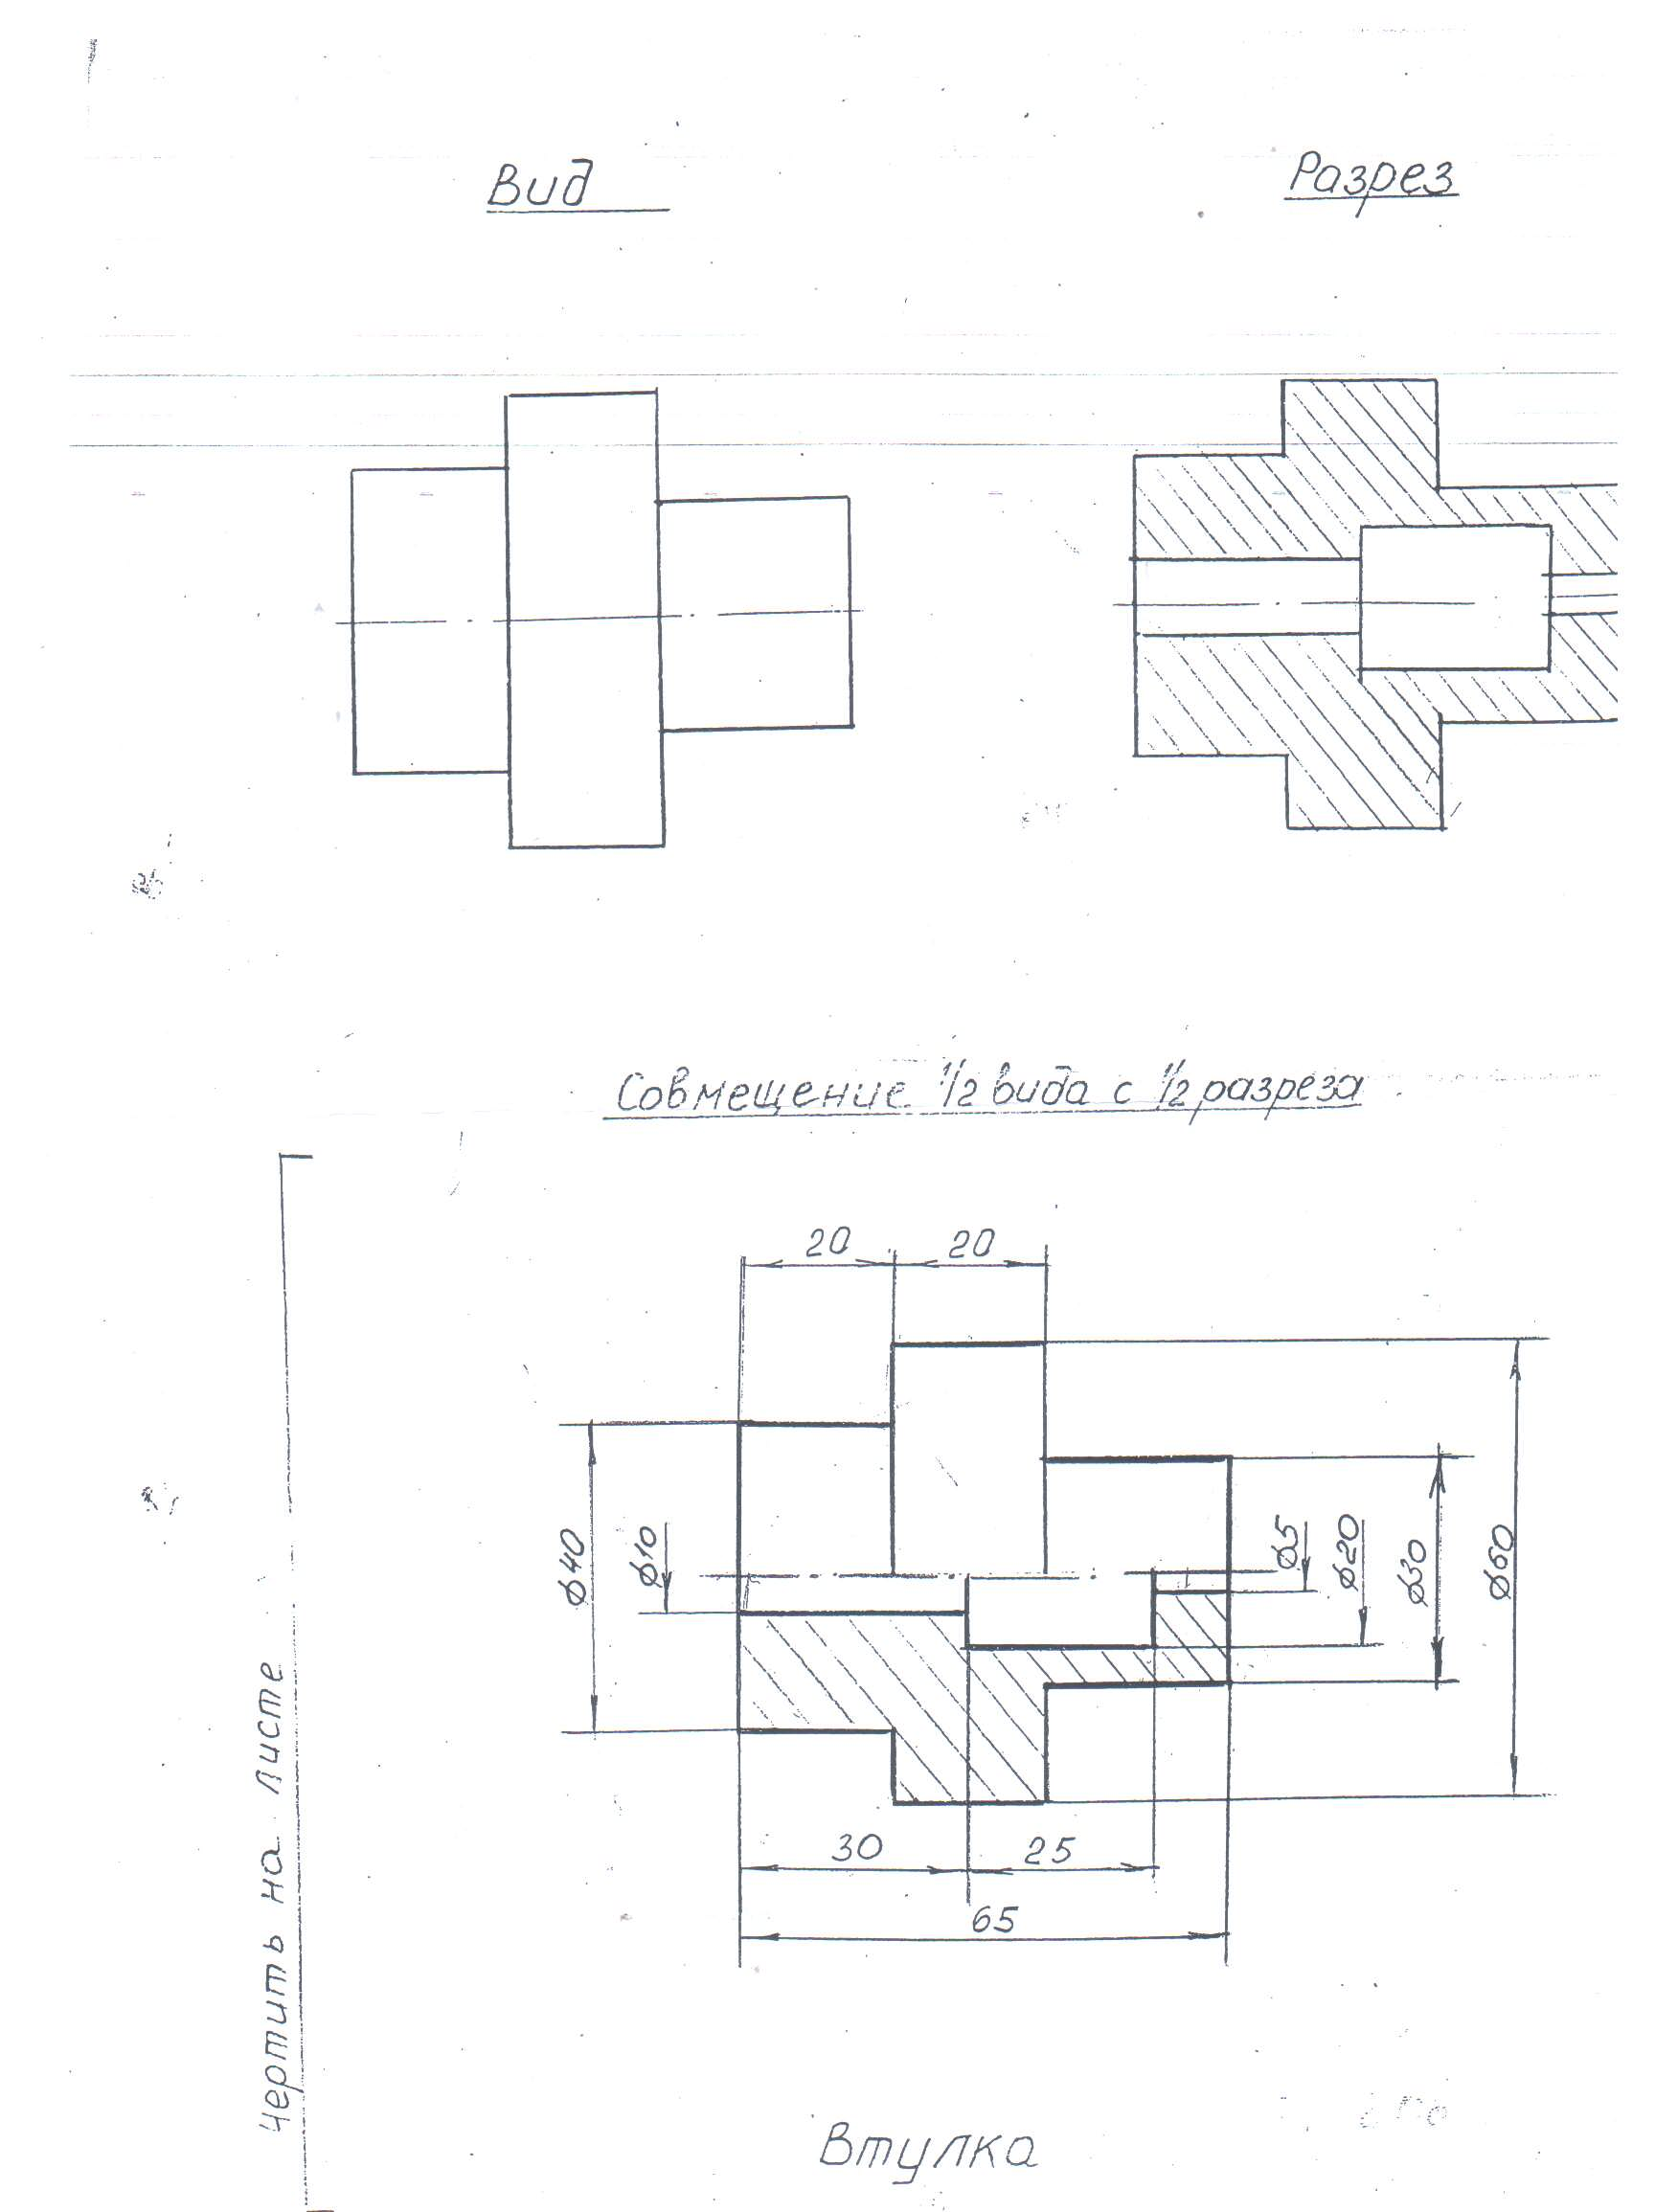 Вид
Разрез
Совмещение 1/2 вида с 1/2 разреза
20
20
ø40
ø10
ø5
ø20
ø30
ø60
30
25
65
Чертить на листе
Втулка